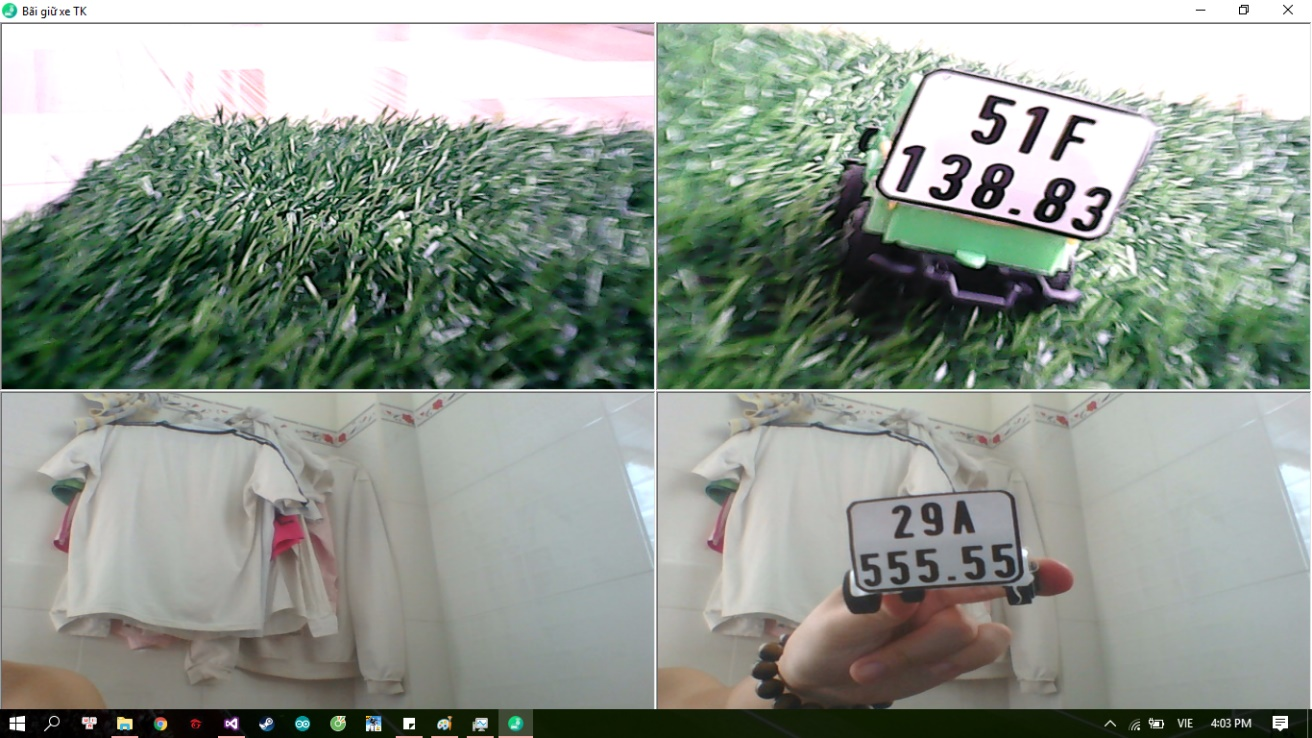 Bãi giữ xe TK
51F
138.83
29A
555.55
VIE
4:03 PM